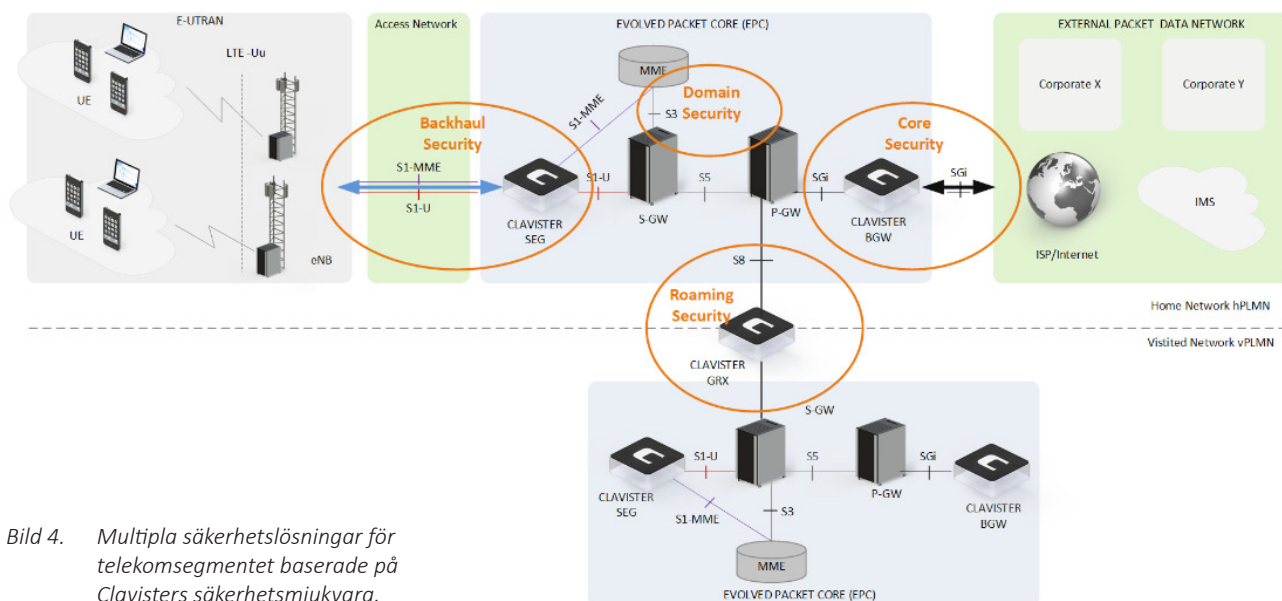 E-UTRAN
Access Network
EVOLVED PACKET CORE (EPC)
EXTERNAL PACKET DATA NETWORK
LTE -Uu
UE
UE
eNB
Backhaul
Security
S1-MME
S1-U
S1-MME
MME
S3
Domain
Security
CLAVISTER
SEG
S1-U
S-GW
S5
P-GW
SGi
Core
Security
CLAVISTER
BGW
SGi
Corporate X
Corporate Y
ISP/Internet
IMS
S8
Roaming
Security
CLAVISTER
GRX
Home Network hPLMN
Vistited Network vPLMN
S-GW
CLAVISTER
SEG
S1-U
S5
P-GW
SGi
CLAVISTER
BGW
S1-MME
S3
MME
EVOLVED PACKET CORE (EPC)
Bild 4. Multipla säkerhetslösningar för
telekomsegmentet baserade på
Clavisters säkerhetsmjukvara.